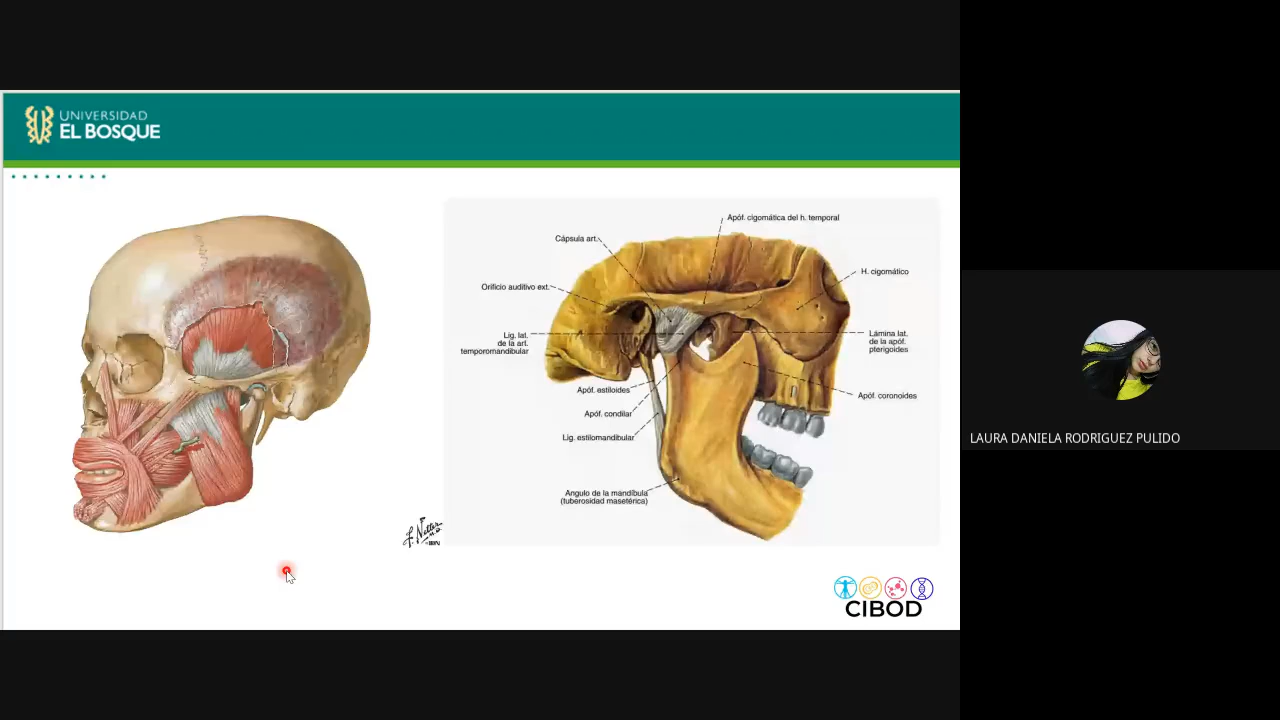 UNIVERSIDAD
EL BOSQUE
Apóf. cigomática del h. temporal
Cápsula art.
H. cigomático
Orificio auditivo ext.
Lig. lat.
de la art.
temporomandibular
Lámina lat.
de la apóf.
pterigoides
Apóf. estiloides
Apóf. coronoides
Apóf. condilar
Lig. estilomandibular
Angulo de la mandíbula
(tuberosidad masetérica)
F. Netter
M.D.
CIBOD
LAURA DANIELA RODRIGUEZ PULIDO